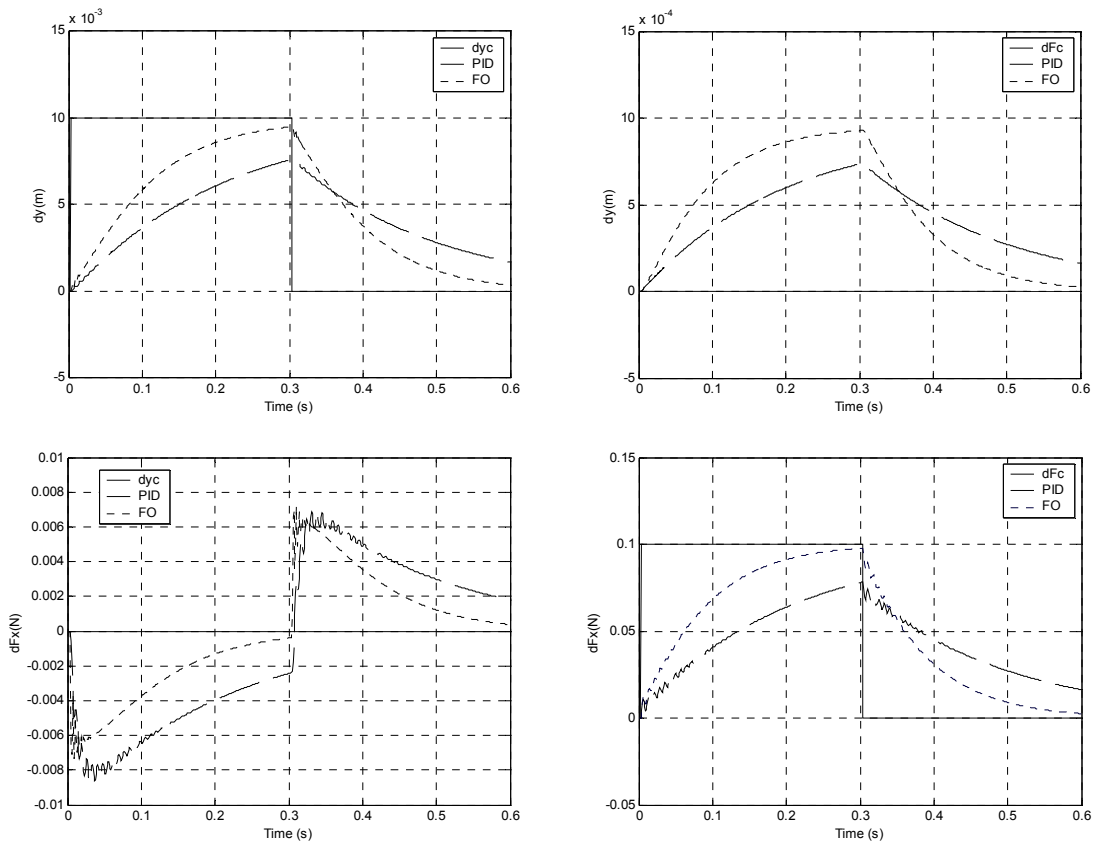 x 10⁻³
15
10
5
0
-5
dy(m)
dyc
PID
FO
0 0.1 0.2 0.3 0.4 0.5 0.6
Time (s)
x 10⁻⁴
15
10
5
0
-5
dy(m)
dFc
PID
FO
0 0.1 0.2 0.3 0.4 0.5 0.6
Time (s)
0.01
0.008
0.006
0.004
0.002
0
-0.002
-0.004
-0.006
-0.008
-0.01
dFx(N)
dyc
PID
FO
0 0.1 0.2 0.3 0.4 0.5 0.6
Time (s)
0.15
0.1
0.05
0
-0.05
dFx(N)
dFc
PID
FO
0 0.1 0.2 0.3 0.4 0.5 0.6
Time (s)